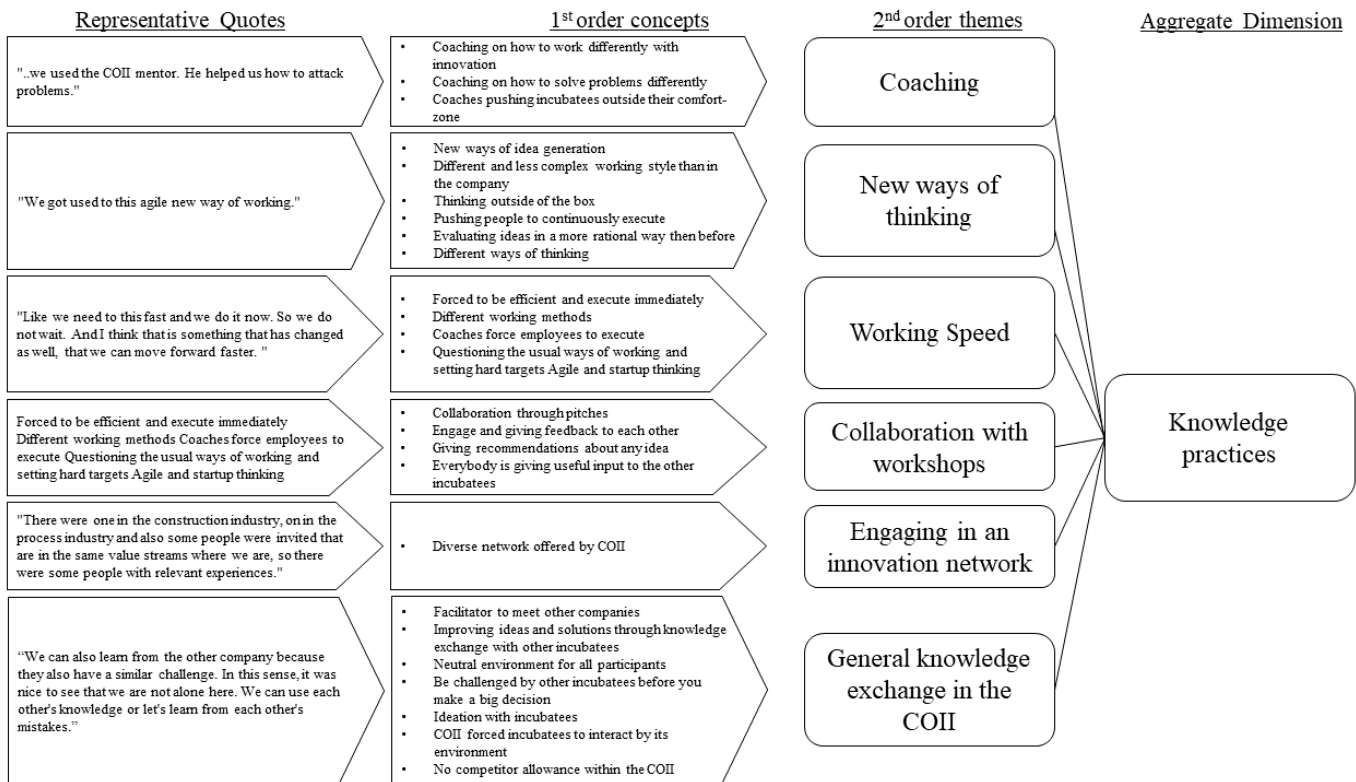 Representative Quotes
1st order concepts
2nd order themes
Aggregate Dimension
"..we used the COII mentor. He helped us how to attack
problems."
• Coaching on how to work differently with
innovation
• Coaching on how to solve problems differently
• Coaches pushing incubatees outside their comfort-
zone
Coaching
"We got used to this agile new way of working."
• New ways of idea generation
• Different and less complex working style than in
the company
• Thinking outside of the box
• Pushing people to continuously execute
• Evaluating ideas in a more rational way then before
• Different ways of thinking
New ways of
thinking
"Like we need to this fast and we do it now. So we do
not wait. And I think that is something that has changed
as well, that we can move forward faster. "
• Forced to be efficient and execute immediately
• Different working methods
• Coaches force employees to execute
• Questioning the usual ways of working and
setting hard targets Agile and startup thinking
Working Speed
Forced to be efficient and execute immediately
Different working methods Coaches force employees to
execute Questioning the usual ways of working and
setting hard targets Agile and startup thinking
• Collaboration through pitches
• Engage and giving feedback to each other
• Giving recommendations about any idea
• Everybody is giving useful input to the other
incubatees
Collaboration with
workshops
"There were one in the construction industry, on in the
process industry and also some people were invited that
are in the same value streams where we are, so there
were some people with relevant experiences."
• Diverse network offered by COII
Engaging in an
innovation network
“We can also learn from the other company because
they also have a similar challenge. In this sense, it was
nice to see that we are not alone here. We can use each
other's knowledge or let's learn from each other's
mistakes.”
• Facilitator to meet other companies
• Improving ideas and solutions through knowledge
exchange with other incubatees
• Neutral environment for all participants
• Be challenged by other incubatees before you
make a big decision
• Ideation with incubatees
• COII forced incubatees to interact by its
environment
• No competitor allowance within the COII
General knowledge
exchange in the
COII
Knowledge
practices